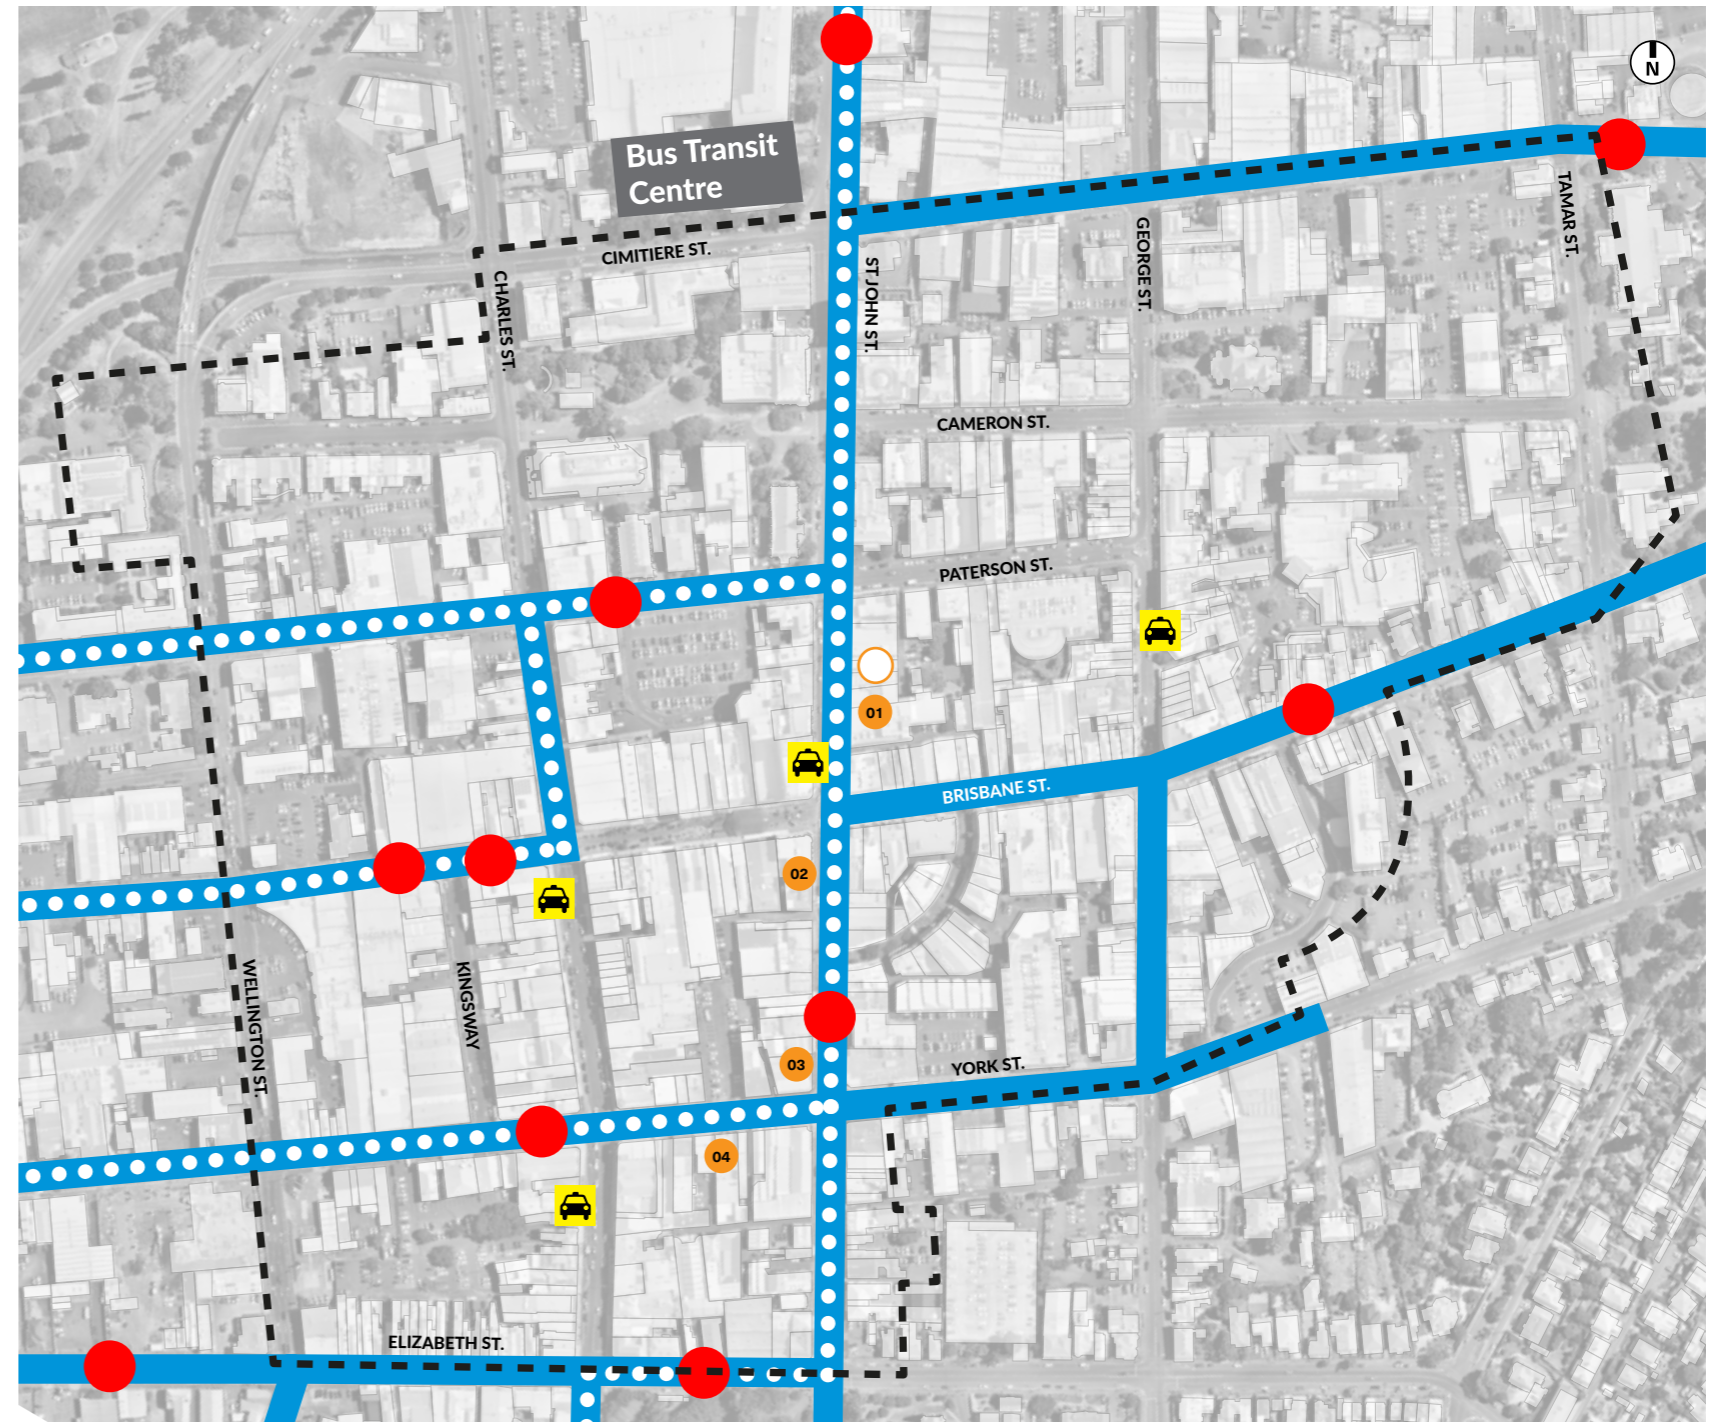 N
Bus Transit
Centre
CIMITIERE ST.
CHARLES ST.
ST JOHN ST.
GEORGE ST.
TAMAR ST.
CAMERON ST.
PATERSON ST.
01
BRISBANE ST.
02
WELLINGTON ST.
KINGSWAY
03
YORK ST.
04
ELIZABETH ST.